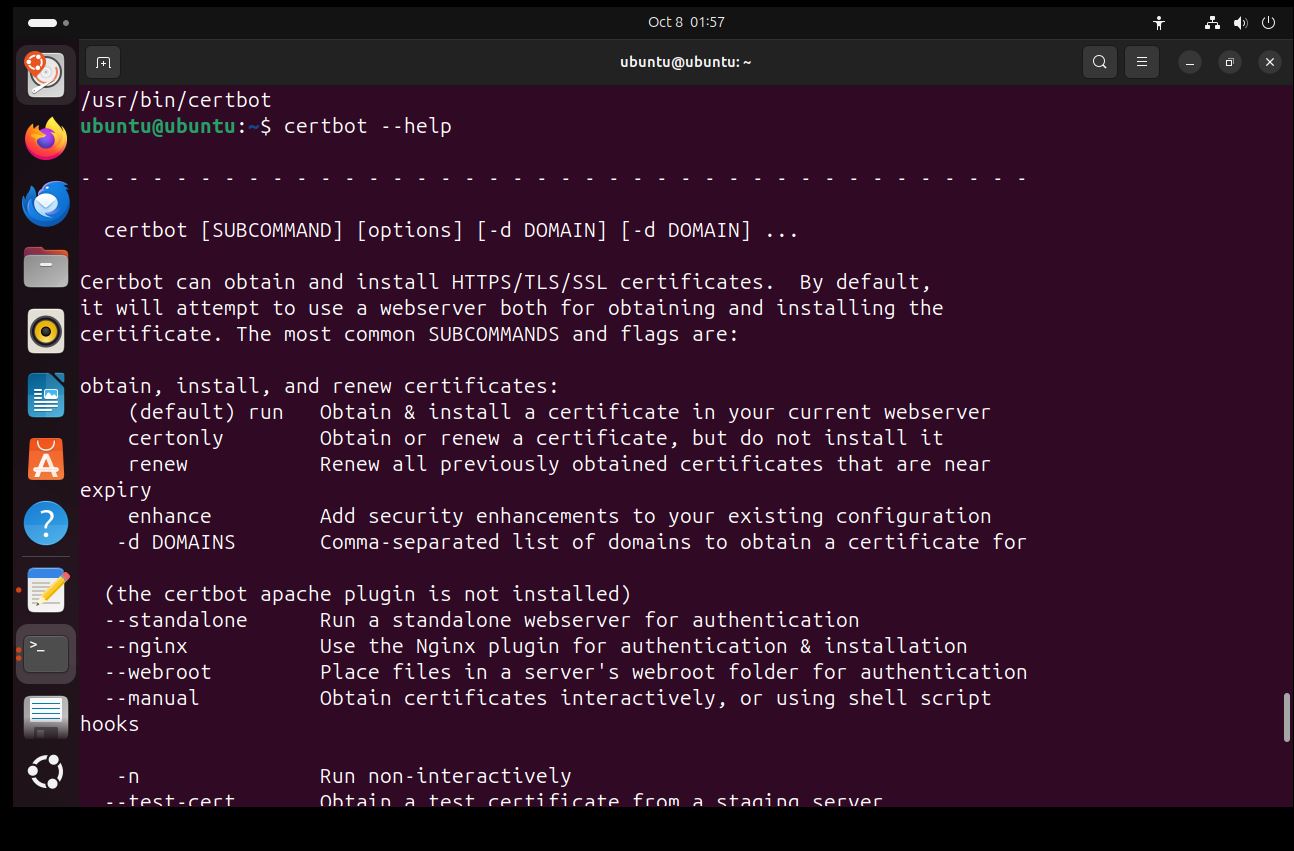 Oct 8 01:57
ubuntu@ubuntu: ~
/usr/bin/certbot
ubuntu@ubuntu:~$ certbot --help
- - - - - - - - - - - - - - - - - - - - - - - - - - - - - - - - - - - - - - - -
certbot [SUBCOMMAND] [options] [-d DOMAIN] [-d DOMAIN] ...
Certbot can obtain and install HTTPS/TLS/SSL certificates.  By default,
it will attempt to use a webserver both for obtaining and installing the
certificate. The most common SUBCOMMANDS and flags are:
obtain, install, and renew certificates:
    (default) run   Obtain & install a certificate in your current webserver
    certonly        Obtain or renew a certificate, but do not install it
    renew           Renew all previously obtained certificates that are near
expiry
    enhance         Add security enhancements to your existing configuration
   -d DOMAINS       Comma-separated list of domains to obtain a certificate for
  (the certbot apache plugin is not installed)
  --standalone      Run a standalone webserver for authentication
  --nginx           Use the Nginx plugin for authentication & installation
  --webroot         Place files in a server's webroot folder for authentication
  --manual          Obtain certificates interactively, or using shell script
hooks
   -n               Run non-interactively
  --test-cert       Obtain a test certificate from a staging server